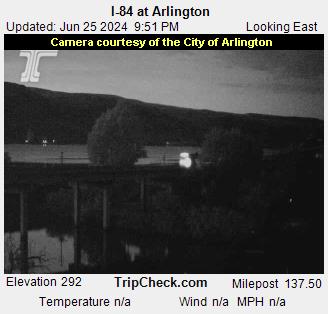 I-84 at Arlington
Updated: Jun 25 2024 9:51 PM Looking East
Camera courtesy of the City of Arlington
Elevation 292 TripCheck.com Milepost 137.50
Temperature n/a Wind n/a MPH n/a